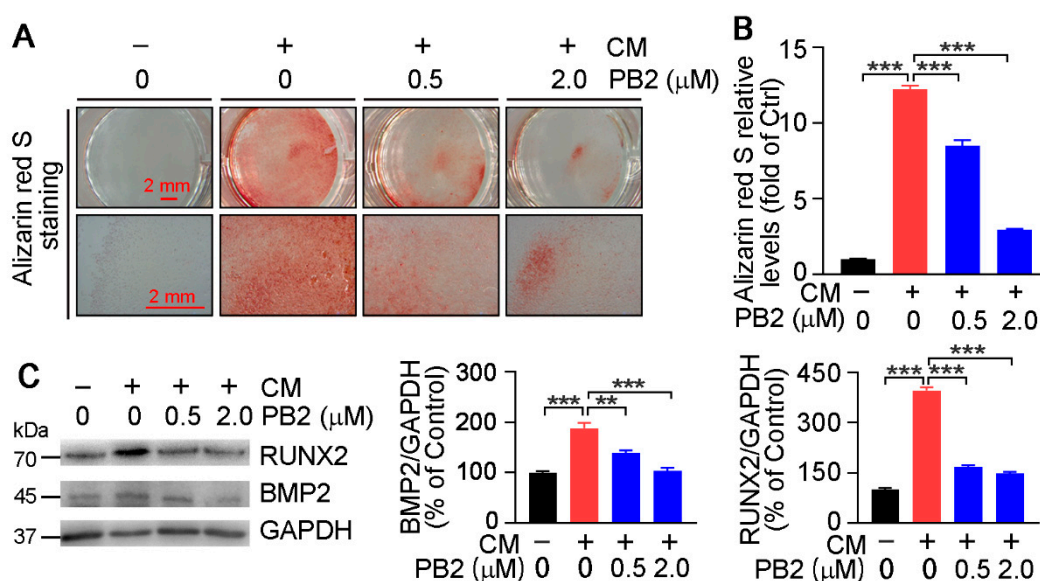 A
– + + + CM
0 0 0.5 2.0 PB2 (μM)
Alizarin red S
staining
2 mm
2 mm
B
Alizarin red S relative
levels (fold of Ctrl)
15
10
5
0
*** *** ***
CM – + + +
PB2 (μM) 0 0 0.5 2.0
C
– + + + CM
0 0 0.5 2.0 PB2 (μM)
kDa
70 RUNX2
45 BMP2
37 GAPDH
BMP2/GAPDH
(% of Control)
300
200
100
0
*** ** ***
CM – + + +
PB2 (μM) 0 0 0.5 2.0
RUNX2/GAPDH
(% of Control)
450
300
150
0
*** *** ***
CM – + + +
PB2 (μM) 0 0 0.5 2.0